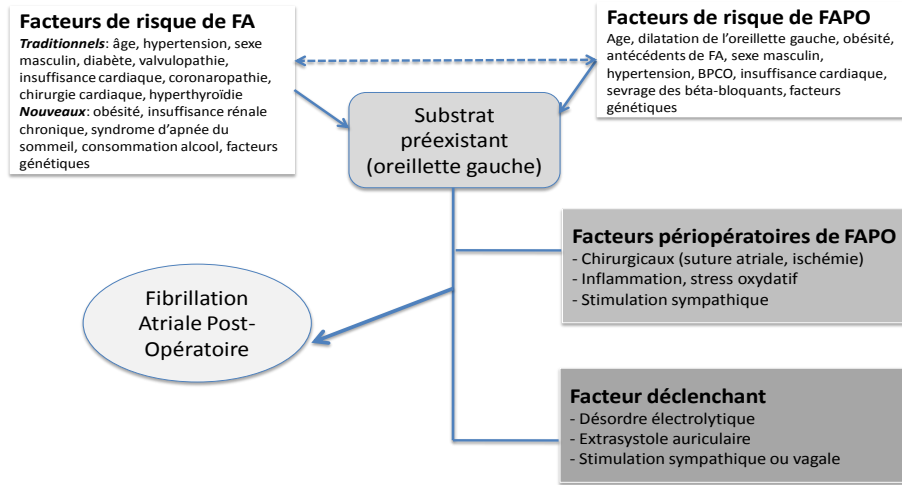 Facteurs de risque de FA
Traditionnels: âge, hypertension, sexe
masculin, diabète, valvulopathie,
insuffisance cardiaque, coronaropathie,
chirurgie cardiaque, hyperthyroïdie
Nouveaux: obésité, insuffisance rénale
chronique, syndrome d'apnée du
sommeil, consommation alcool, facteurs
génétiques
Facteurs de risque de FAPO
Age, dilatation de l'oreillette gauche, obésité,
antécédents de FA, sexe masculin,
hypertension, BPCO, insuffisance cardiaque,
sevrage des béta-bloquants, facteurs
génétiques
Substrat
préexistant
(oreillette gauche)
Facteurs périopératoires de FAPO
- Chirurgicaux (suture atriale, ischémie)
- Inflammation, stress oxydatif
- Stimulation sympathique
Fibrillation
Atriale Post-
Opératoire
Facteur déclenchant
- Désordre électrolytique
- Extrasystole auriculaire
- Stimulation sympathique ou vagale